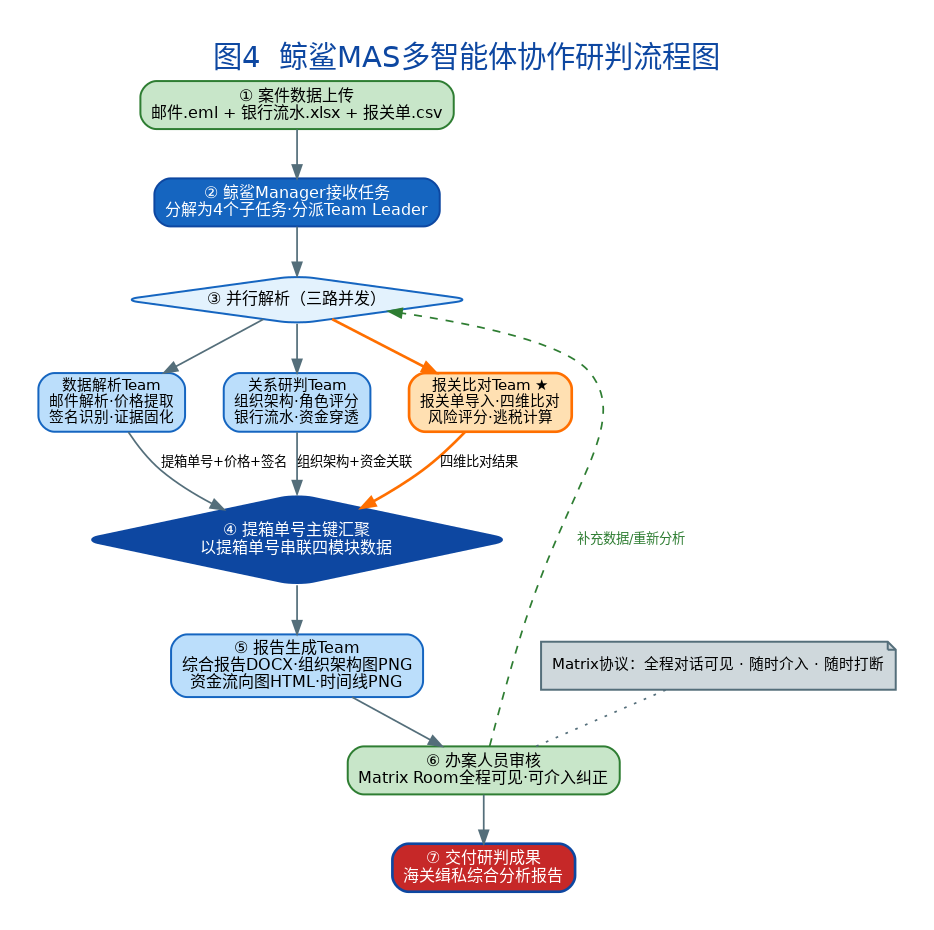 图4 鲸鲨MAS多智能体协作研判流程图
① 案件数据上传
邮件.eml + 银行流水.xlsx + 报关单.csv
② 鲸鲨Manager接收任务
分解为4个子任务·分派Team Leader
③ 并行解析（三路并发）
数据解析Team
邮件解析·价格提取
签名识别·证据固化
关系研判Team
组织架构·角色评分
银行流水·资金穿透
报关比对Team ★
报关单导入·四维比对
风险评分·逃税计算
提箱单号+价格+签名
组织架构+资金关联
四维比对结果
④ 提箱单号主键汇聚
以提箱单号串联四模块数据
补充数据/重新分析
⑤ 报告生成Team
综合报告DOCX·组织架构图PNG
资金流向图HTML·时间线PNG
Matrix协议：全程对话可见 · 随时介入 · 随时打断
⑥ 办案人员审核
Matrix Room全程可见·可介入纠正
⑦ 交付研判成果
海关缉私综合分析报告